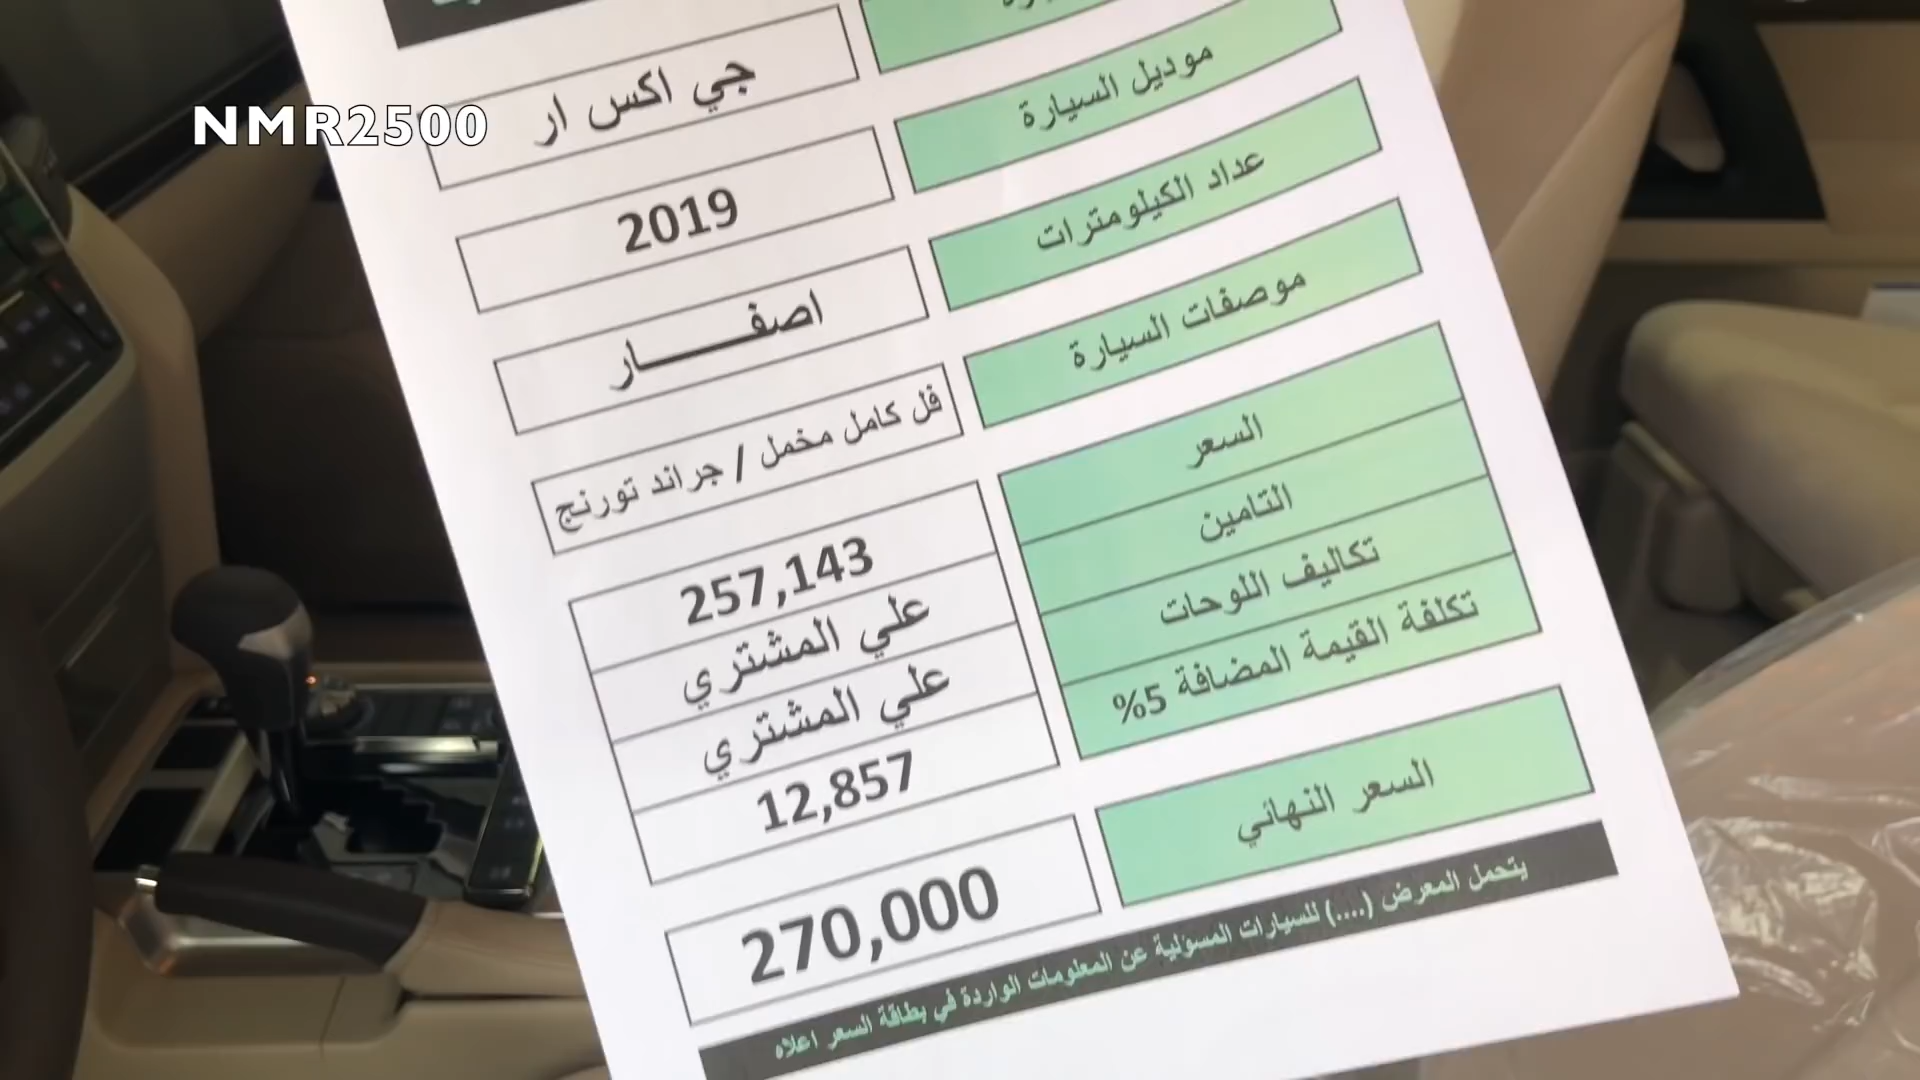 NMR2500
جي اكس ار
موديل السيارة 2019
عداد الكيلومترات اصفــــــار
موصفات السيارة فل كامل مخمل / جراند تورنج
السعر 257,143
التامين علي المشتري
تكاليف اللوحات علي المشتري
تكلفة القيمة المضافة 5% 12,857
السعر النهائي 270,000
يتحمل المعرض (....) للسيارات المسؤلية عن المعلومات الواردة في بطاقة السعر اعلاه